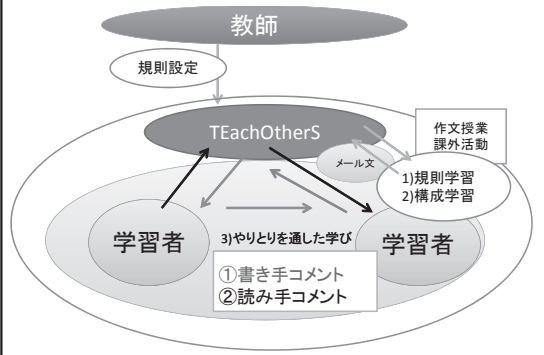 教師
規則設定
TEachOtherS
作文授業
課外活動
メール文
1)規則学習
2)構成学習
学習者
3)やりとりを通した学び
学習者
①書き手コメント
②読み手コメント